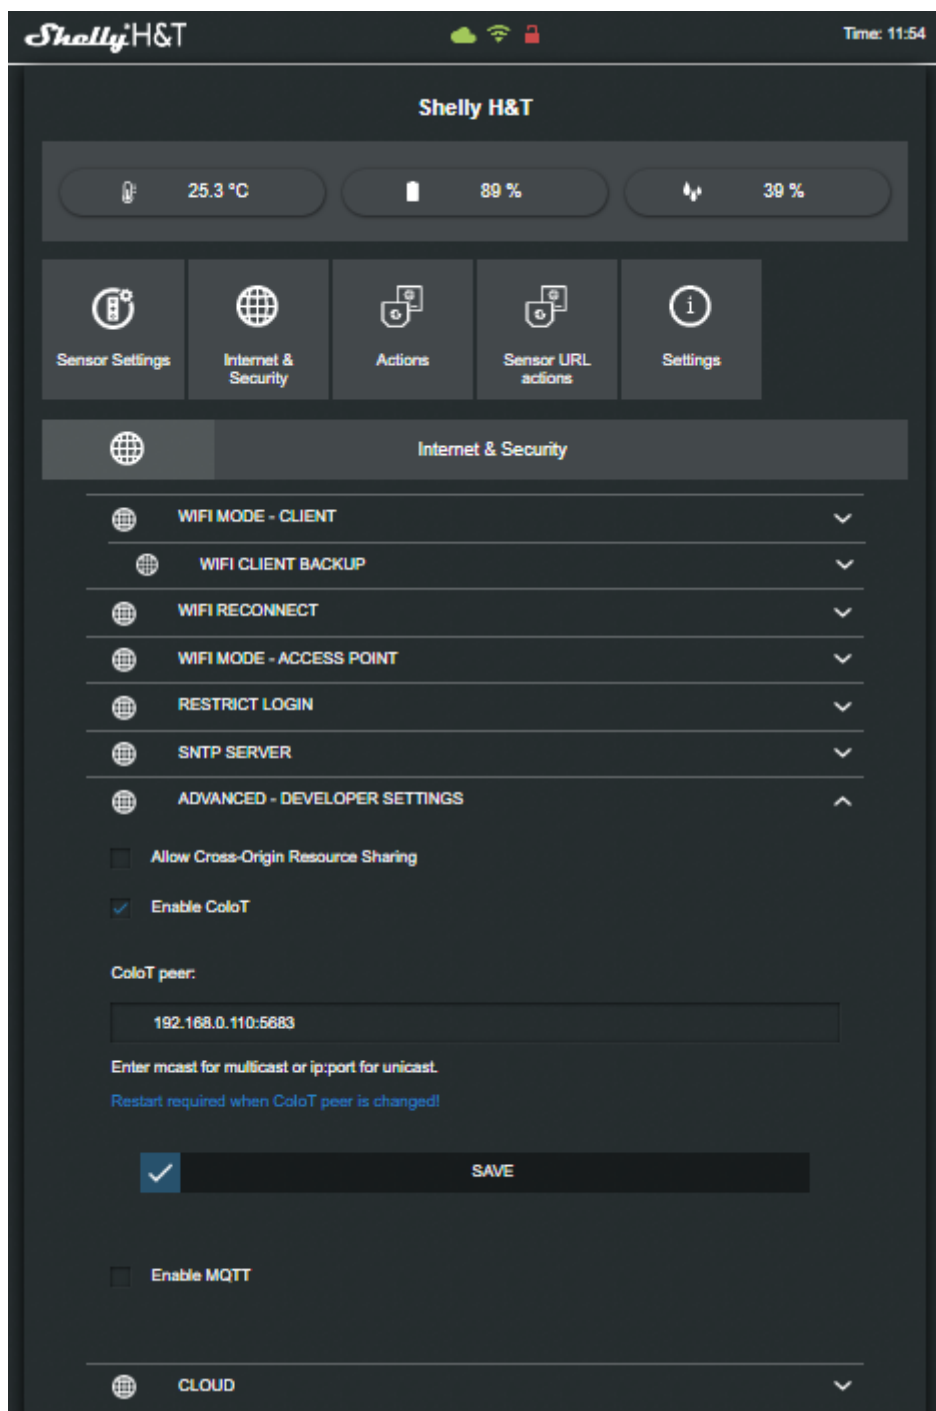 Shelly H&T
Time: 11:54
Shelly H&T
25.3 °C
89 %
39 %
Sensor Settings
Internet &
Security
Actions
Sensor URL
actions
Settings
Internet & Security
WIFI MODE - CLIENT
WIFI CLIENT BACKUP
WIFI RECONNECT
WIFI MODE - ACCESS POINT
RESTRICT LOGIN
SNTP SERVER
ADVANCED - DEVELOPER SETTINGS
Allow Cross-Origin Resource Sharing
Enable CoIoT
CoIoT peer:
192.168.0.110:5683
Enter mcast for multicast or ip:port for unicast.
Restart required when CoIoT peer is changed!
SAVE
Enable MQTT
CLOUD